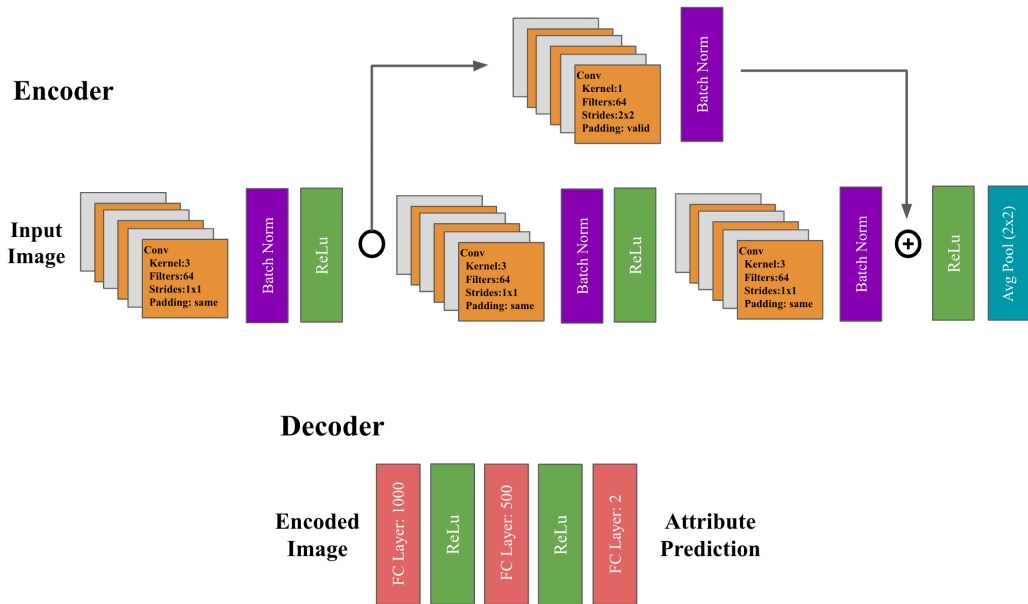 Encoder
Conv
Kernel:1
Filters:64
Strides:2x2
Padding: valid
Batch Norm
Input
Image
Conv
Kernel:3
Filters:64
Strides:1x1
Padding: same
Batch Norm
ReLu
Conv
Kernel:3
Filters:64
Strides:1x1
Padding: same
Batch Norm
ReLu
Conv
Kernel:3
Filters:64
Strides:1x1
Padding: same
Batch Norm
+
ReLu
Avg Pool (2x2)
Decoder
Encoded
Image
FC Layer: 1000
ReLu
FC Layer: 500
ReLu
FC Layer: 2
Attribute
Prediction